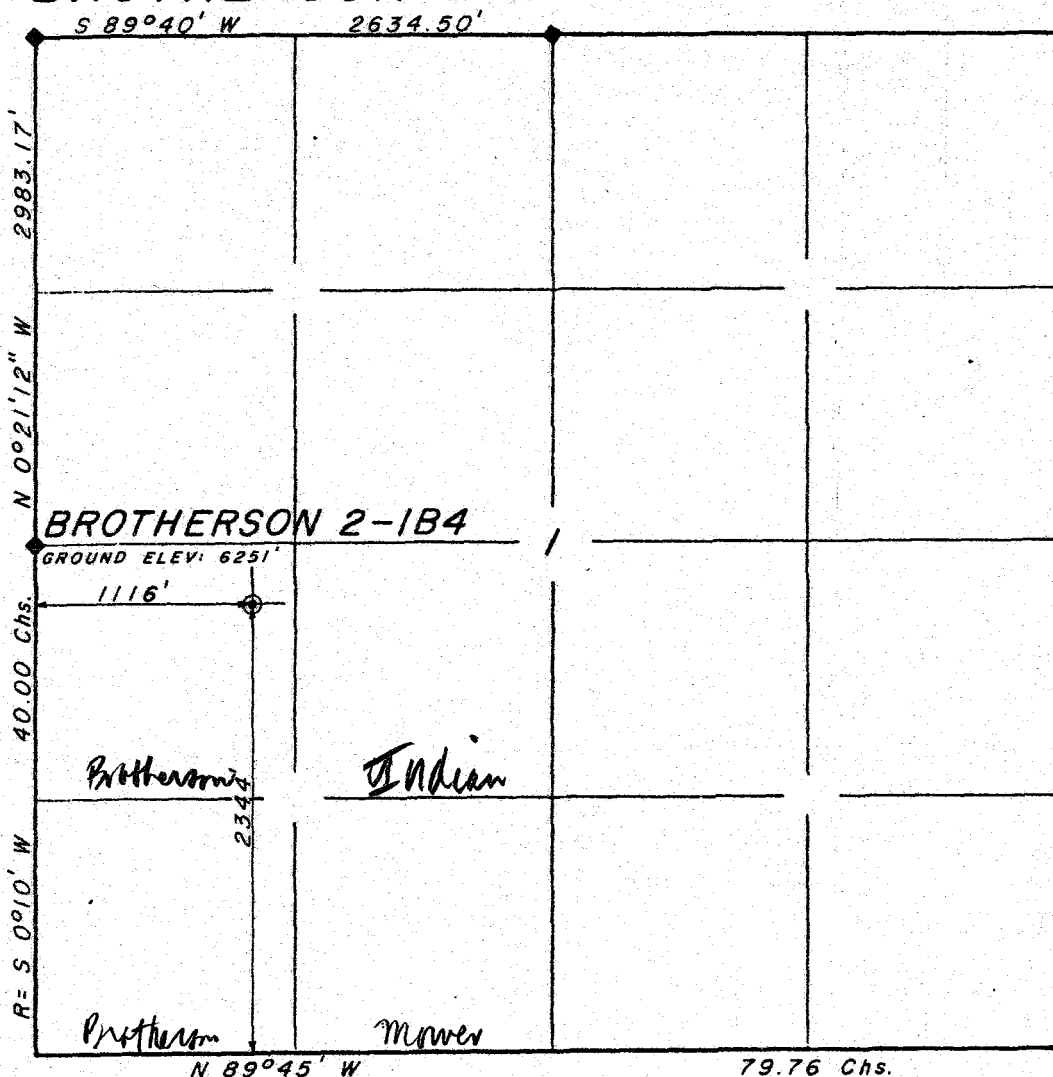 S 89°40' W 2634.50'
N 0°21'12" W 2983.17'
BROTHERSON 2-1B4
GROUND ELEV: 6251'
1
1116'
R= S 0°10' W 40.00 Chs.
Brotherson
Indian
2344
Brotherson
Mower
N 89°45' W 79.76 Chs.